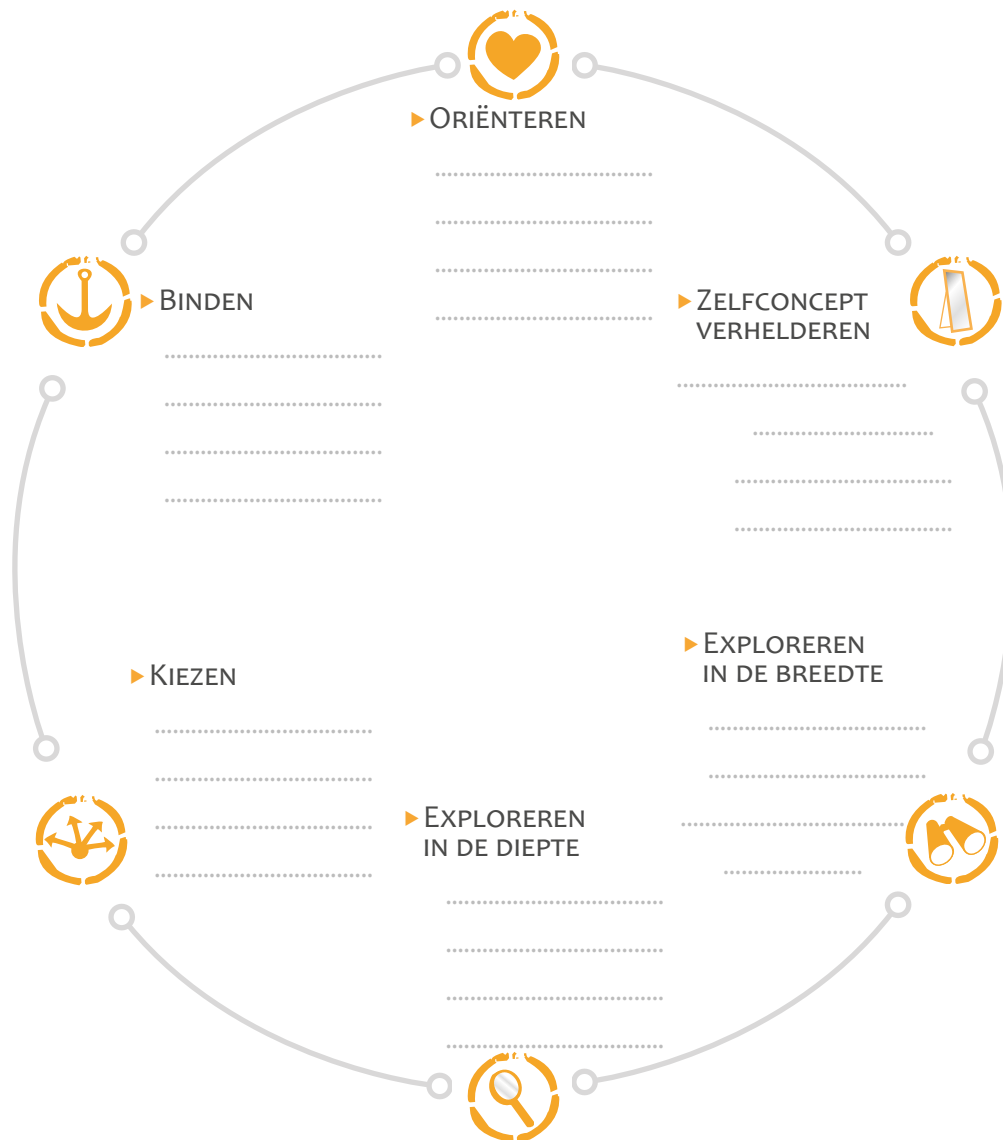 ▶ ORIËNTEREN
▶ ZELFCONCEPT
VERHELDEREN
▶ EXPLOREREN
IN DE BREEDTE
▶ EXPLOREREN
IN DE DIEPTE
▶ KIEZEN
▶ BINDEN